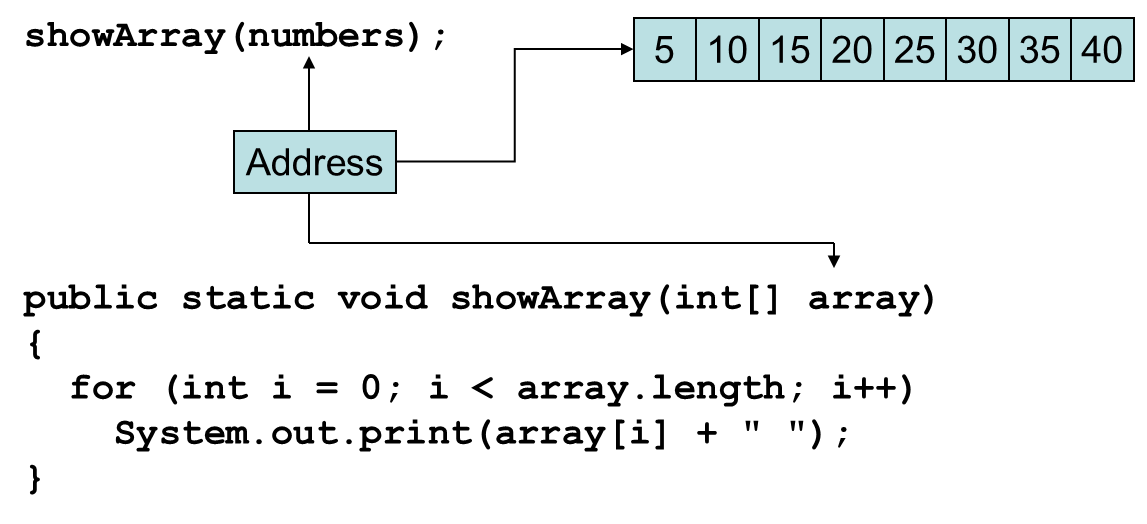 showArray(numbers);
5 10 15 20 25 30 35 40
Address
public static void showArray(int[] array)
{
  for (int i = 0; i < array.length; i++)
    System.out.print(array[i] + " ");
}